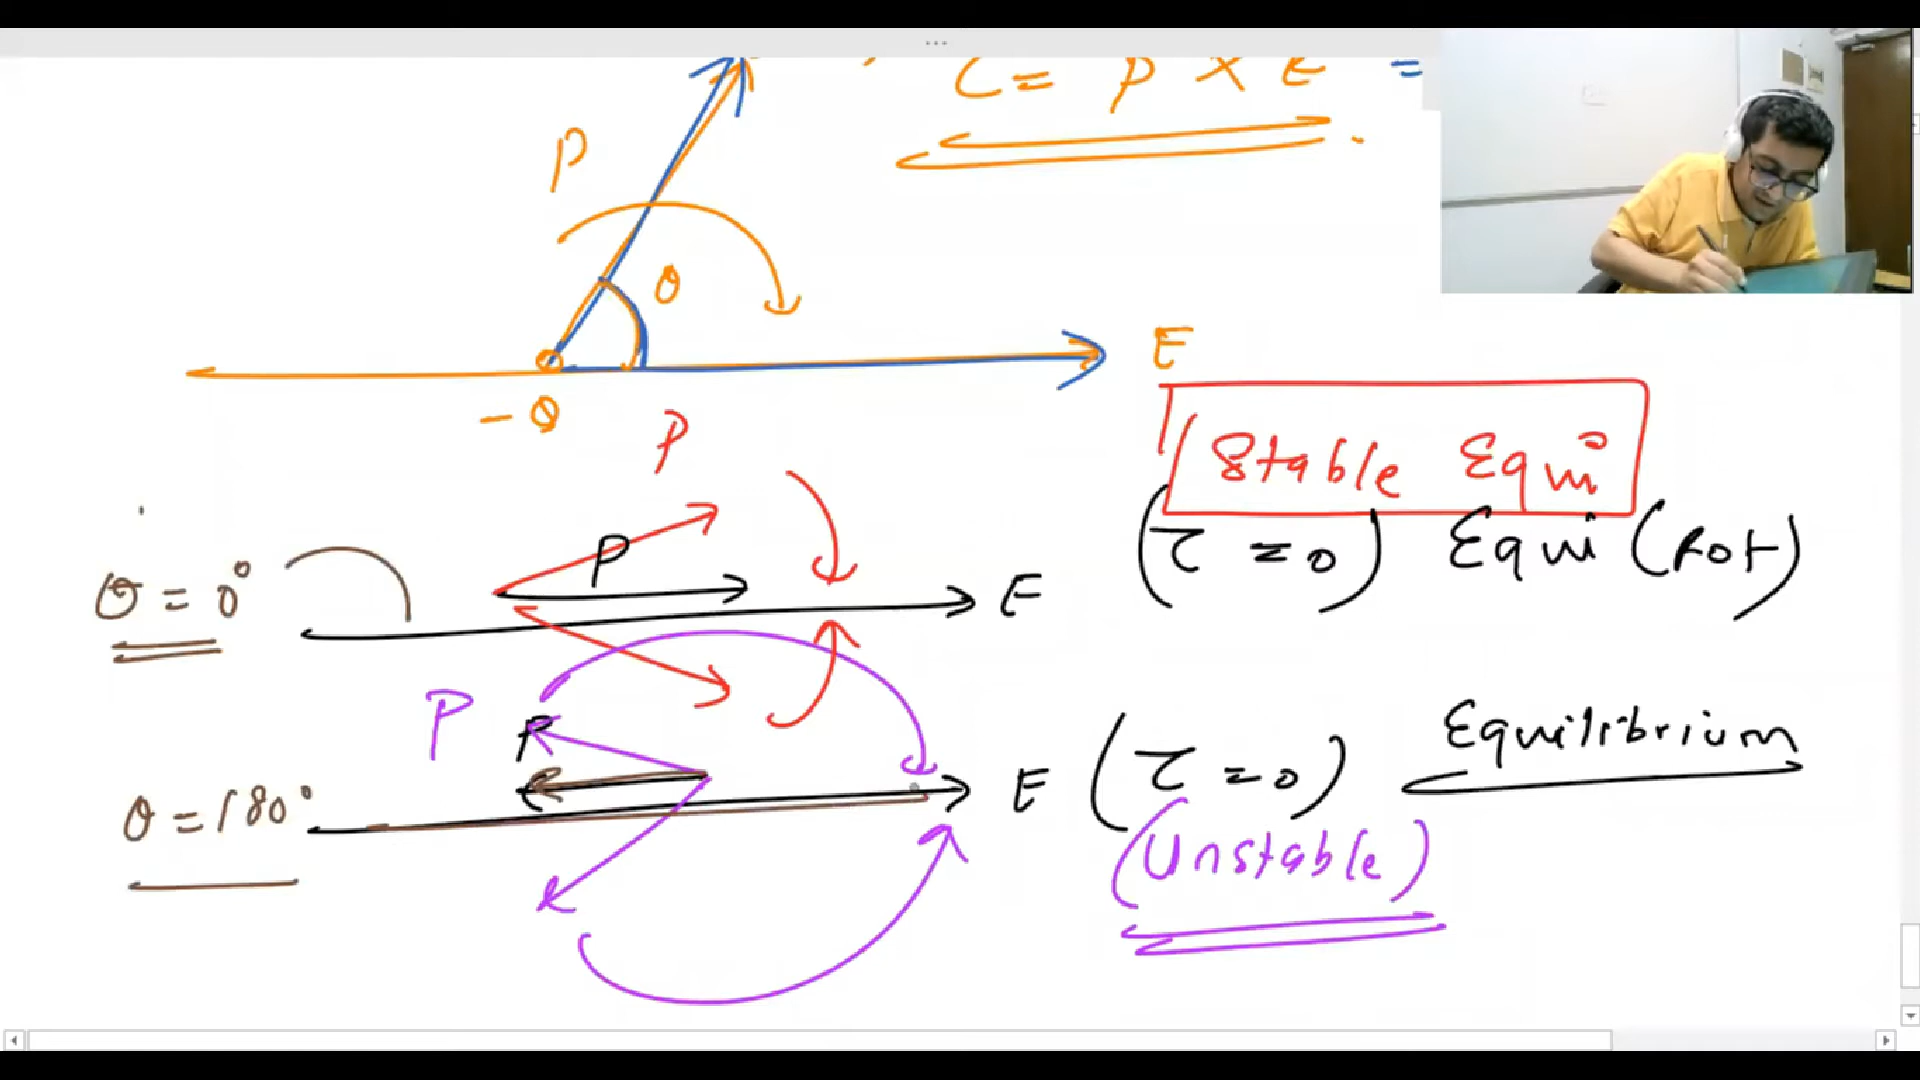 τ = P × E =
P
θ
E
- θ
P
Stable Equi
P
(τ = 0) Equi (Rot)
θ = 0°
E
P
P
Equilibrium
E (τ = 0)
θ = 180°
(Unstable)